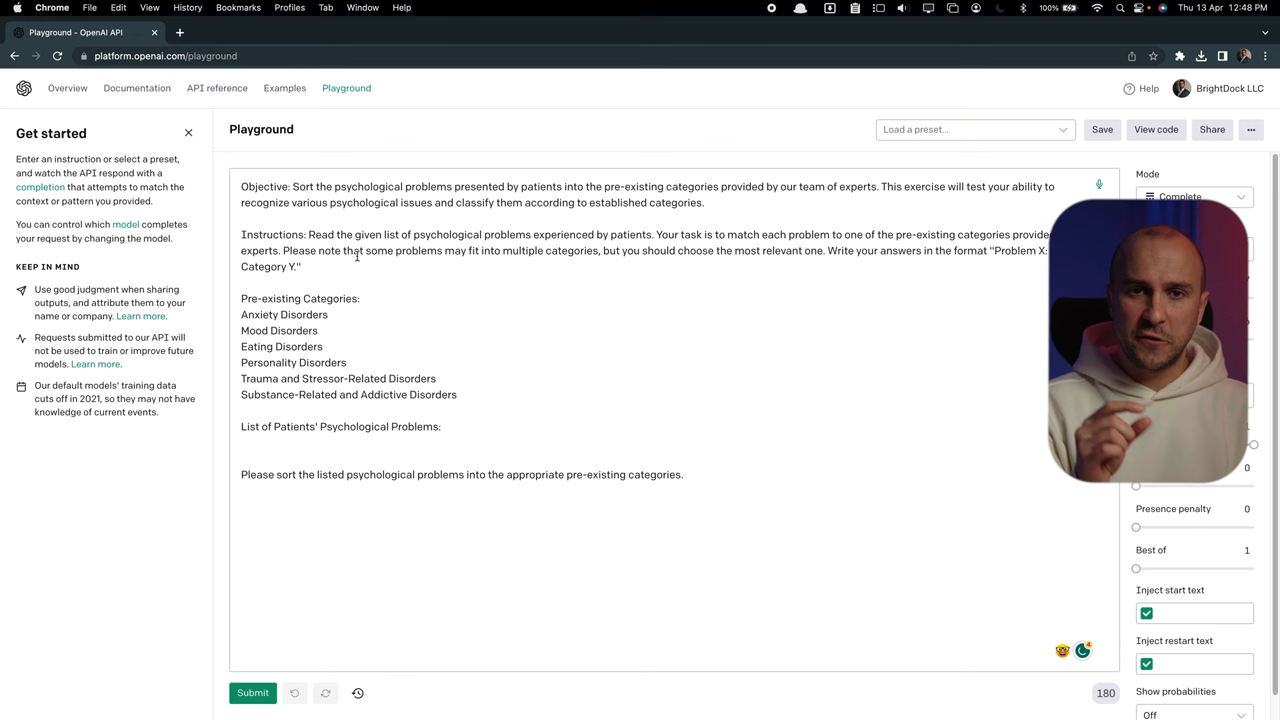 Chrome File Edit View History Bookmarks Profiles Tab Window Help
100% Thu 13 Apr 12:48 PM
Playground - OpenAI API
platform.openai.com/playground
Overview Documentation API reference Examples Playground
Help BrightDock LLC
Get started
Enter an instruction or select a preset,
and watch the API respond with a
completion that attempts to match the
context or pattern you provided.
You can control which model completes
your request by changing the model.
KEEP IN MIND
Use good judgment when sharing
outputs, and attribute them to your
name or company. Learn more.
Requests submitted to our API will
not be used to train or improve future
models. Learn more.
Our default models' training data
cuts off in 2021, so they may not have
knowledge of current events.
Playground
Load a preset...
Save View code Share
Objective: Sort the psychological problems presented by patients into the pre-existing categories provided by our team of experts. This exercise will test your ability to
recognize various psychological issues and classify them according to established categories.
Instructions: Read the given list of psychological problems experienced by patients. Your task is to match each problem to one of the pre-existing categories provide
experts. Please note that some problems may fit into multiple categories, but you should choose the most relevant one. Write your answers in the format "Problem X:
Category Y."
Pre-existing Categories:
Anxiety Disorders
Mood Disorders
Eating Disorders
Personality Disorders
Trauma and Stressor-Related Disorders
Substance-Related and Addictive Disorders
List of Patients' Psychological Problems:
Please sort the listed psychological problems into the appropriate pre-existing categories.
4
Submit
180
Mode
Complete
0
Presence penalty 0
Best of 1
Inject start text
Inject restart text
Show probabilities
Off